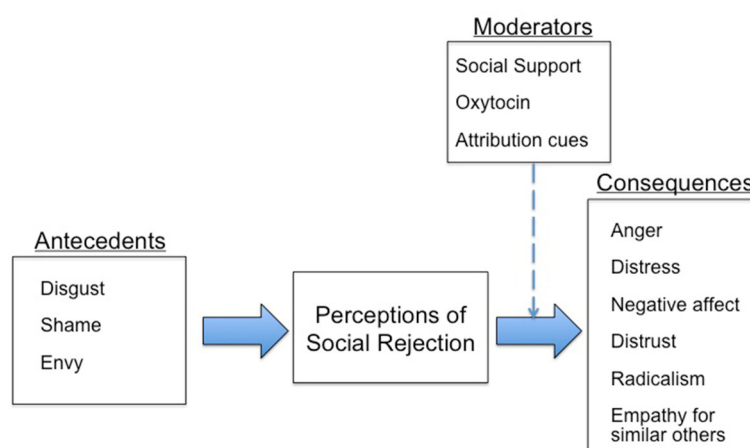 Moderators
Social Support
Oxytocin
Attribution cues
Consequences
Anger
Distress
Negative affect
Distrust
Radicalism
Empathy for
similar others
Antecedents
Disgust
Shame
Envy
Perceptions of
Social Rejection